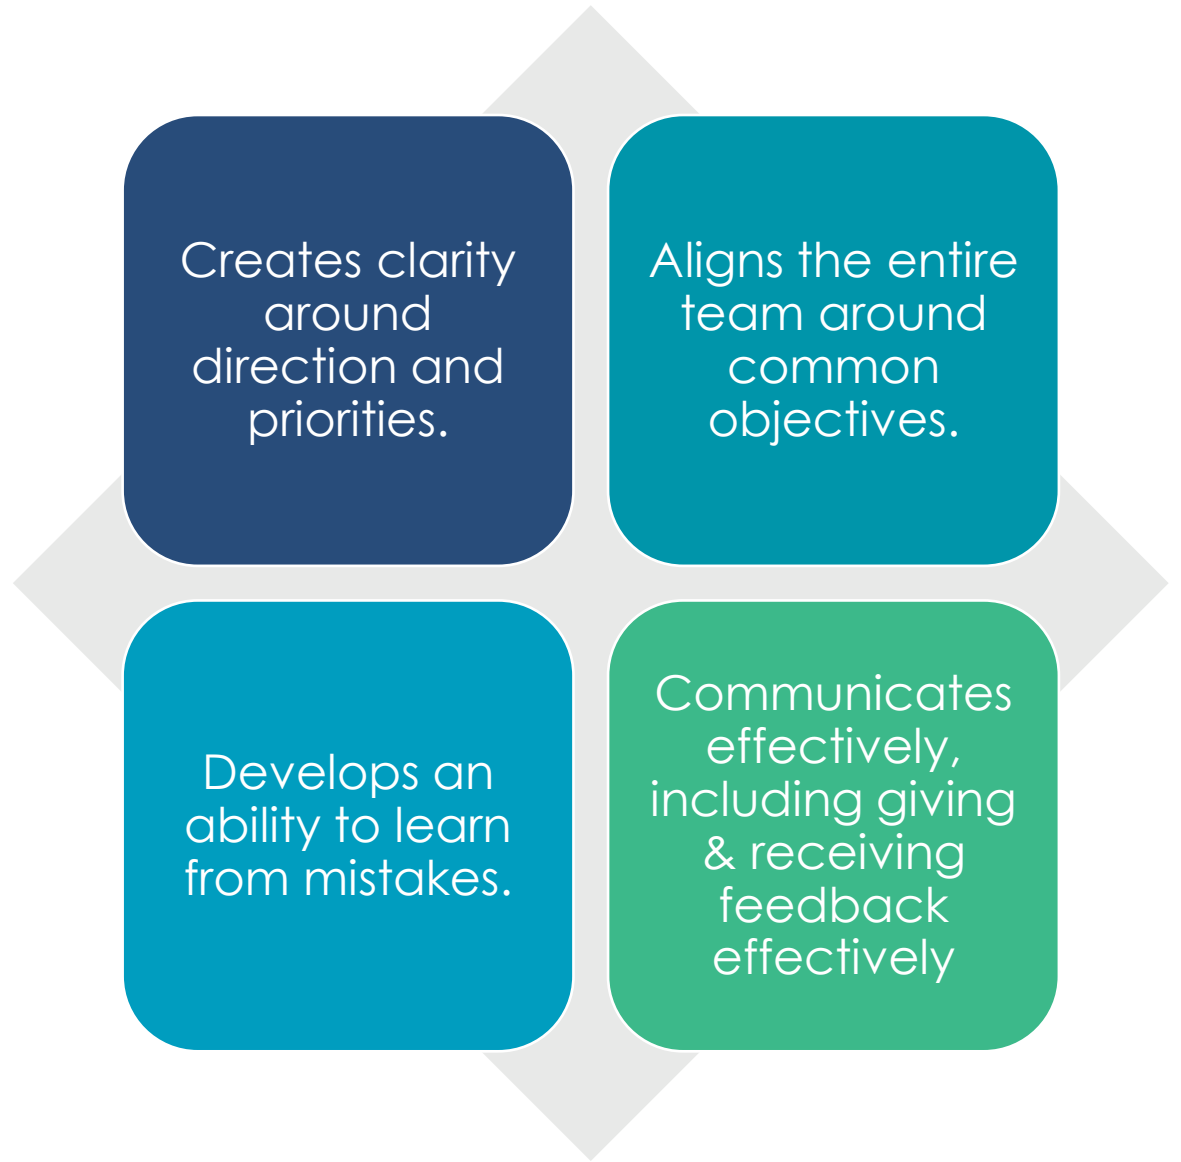 Creates clarity
around
direction and
priorities.
Aligns the entire
team around
common
objectives.
Develops an
ability to learn
from mistakes.
Communicates
effectively,
including giving
& receiving
feedback
effectively